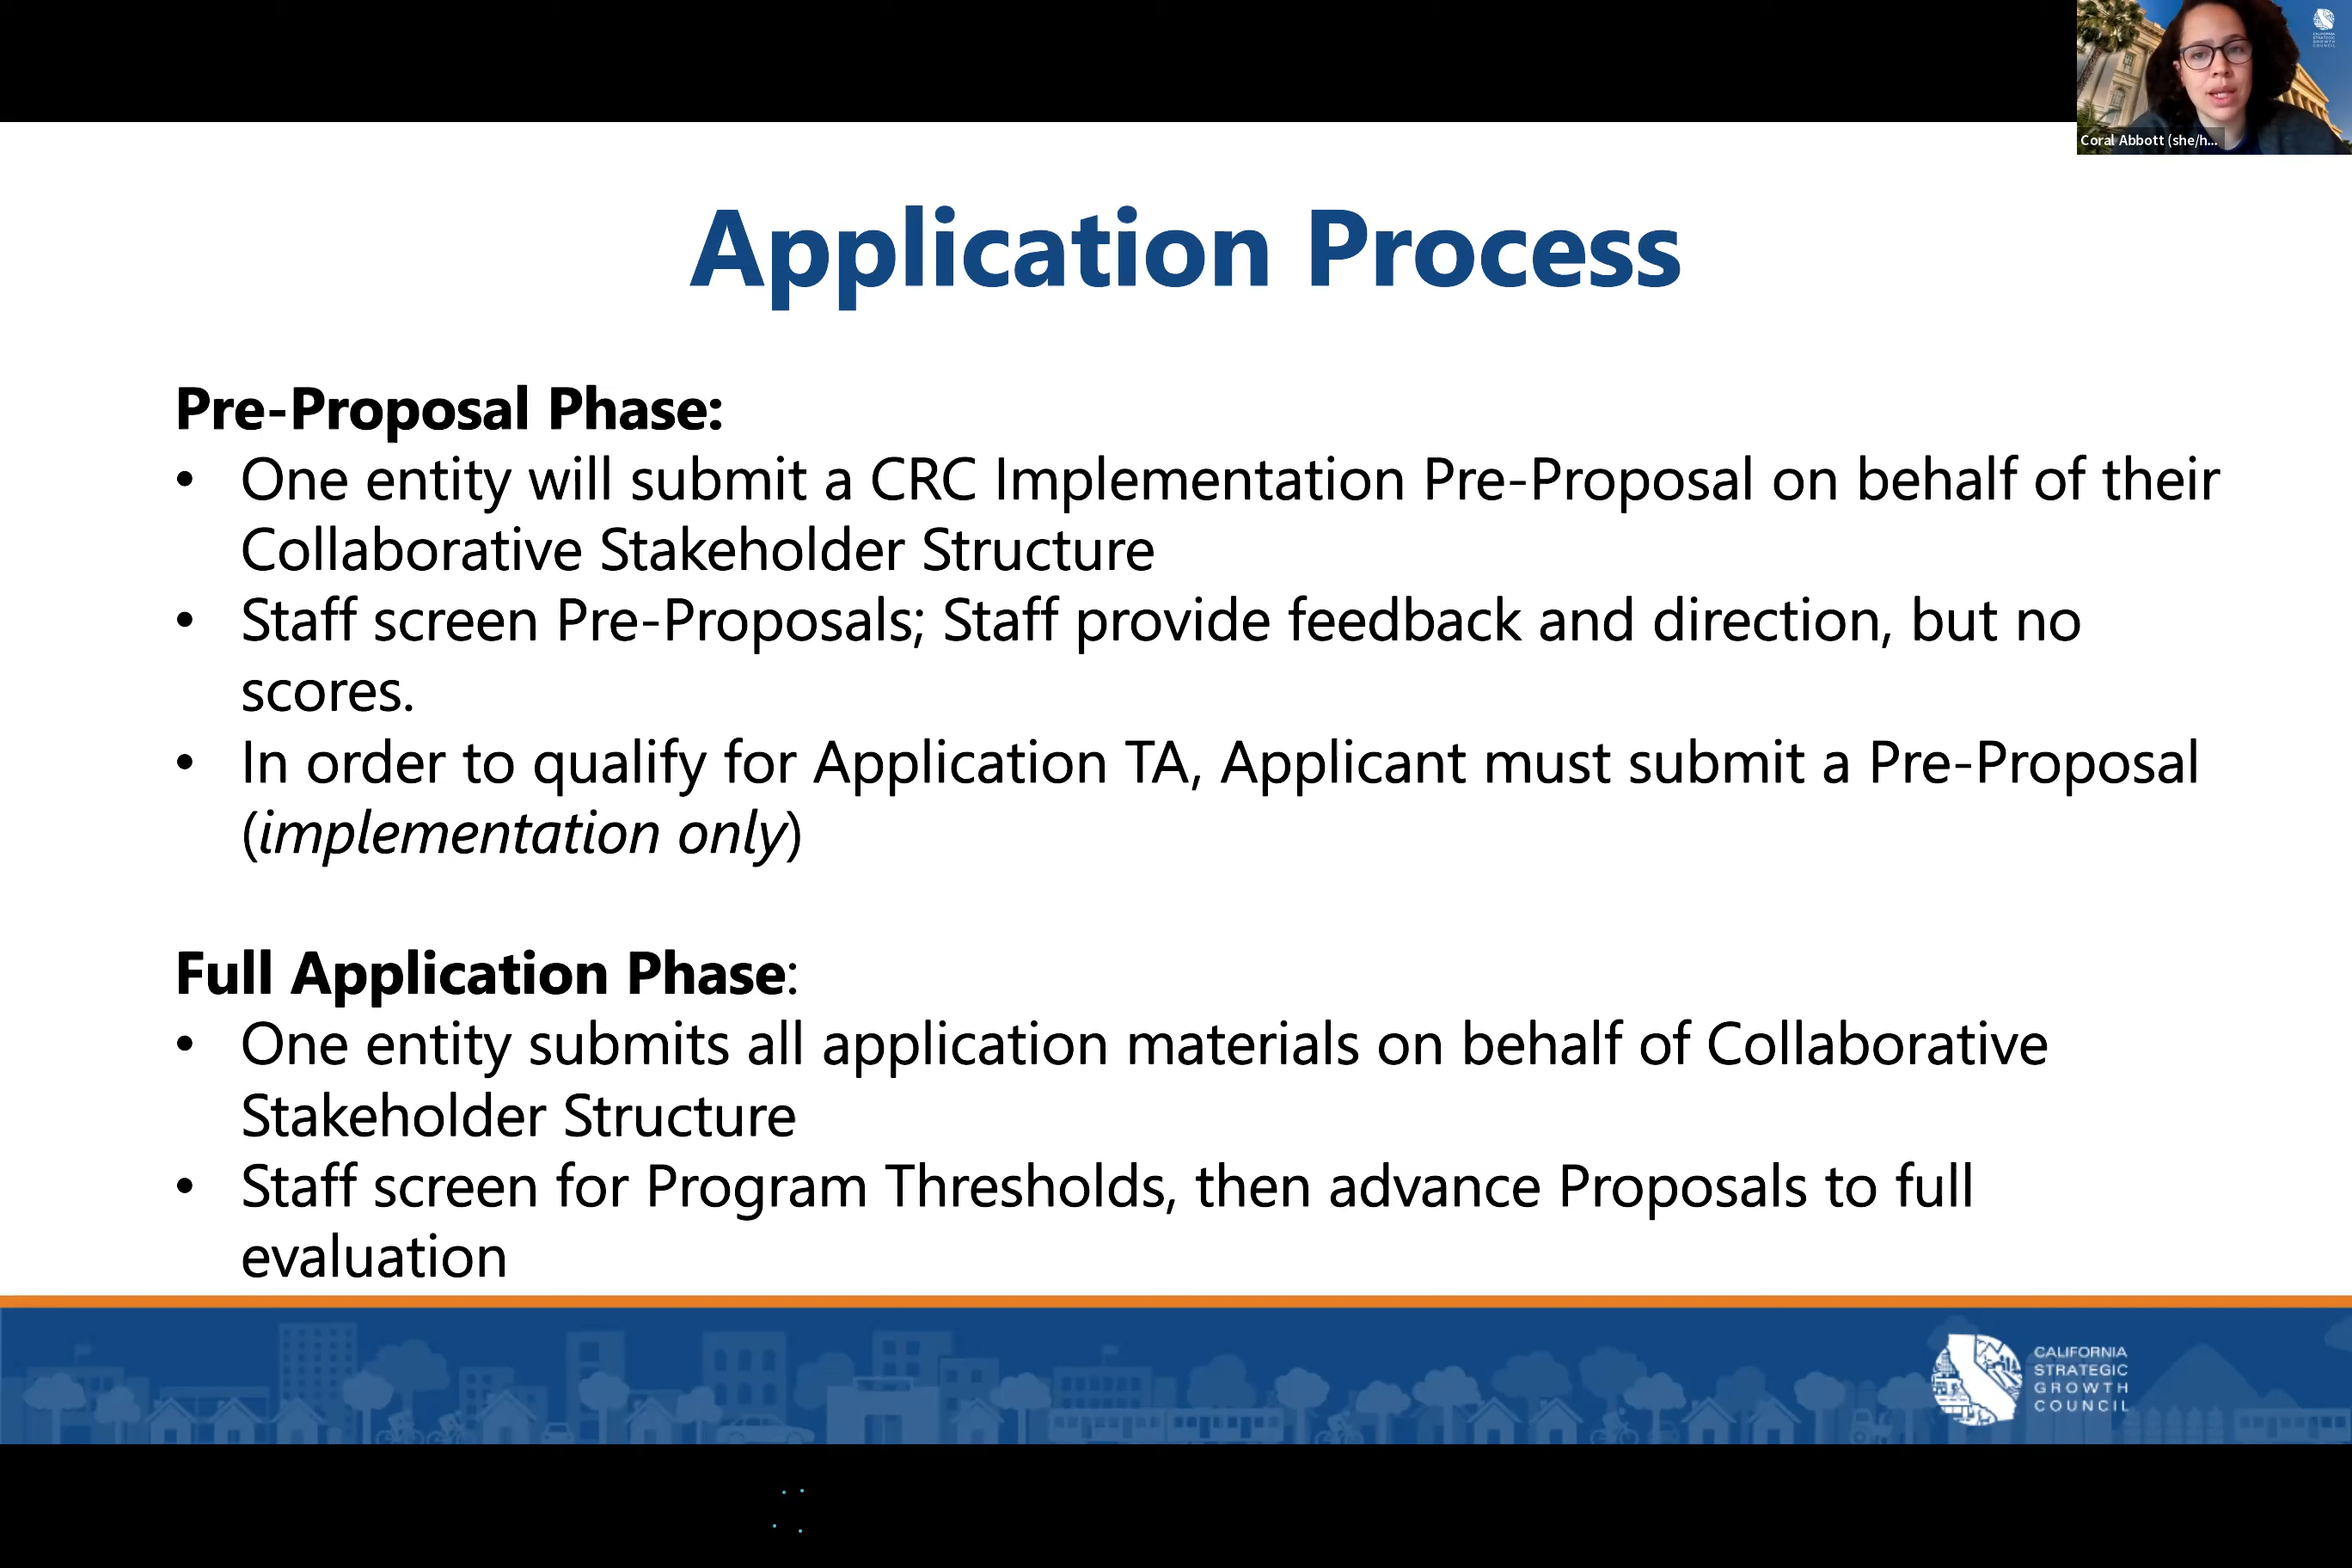 CALIFORNIA
STRATEGIC
GROWTH
COUNCIL
Coral Abbott (she/h...
Application Process
Pre-Proposal Phase:
• One entity will submit a CRC Implementation Pre-Proposal on behalf of their
Collaborative Stakeholder Structure
• Staff screen Pre-Proposals; Staff provide feedback and direction, but no
scores.
• In order to qualify for Application TA, Applicant must submit a Pre-Proposal
(implementation only)
Full Application Phase:
• One entity submits all application materials on behalf of Collaborative
Stakeholder Structure
• Staff screen for Program Thresholds, then advance Proposals to full
evaluation
CALIFORNIA
STRATEGIC
GROWTH
COUNCIL